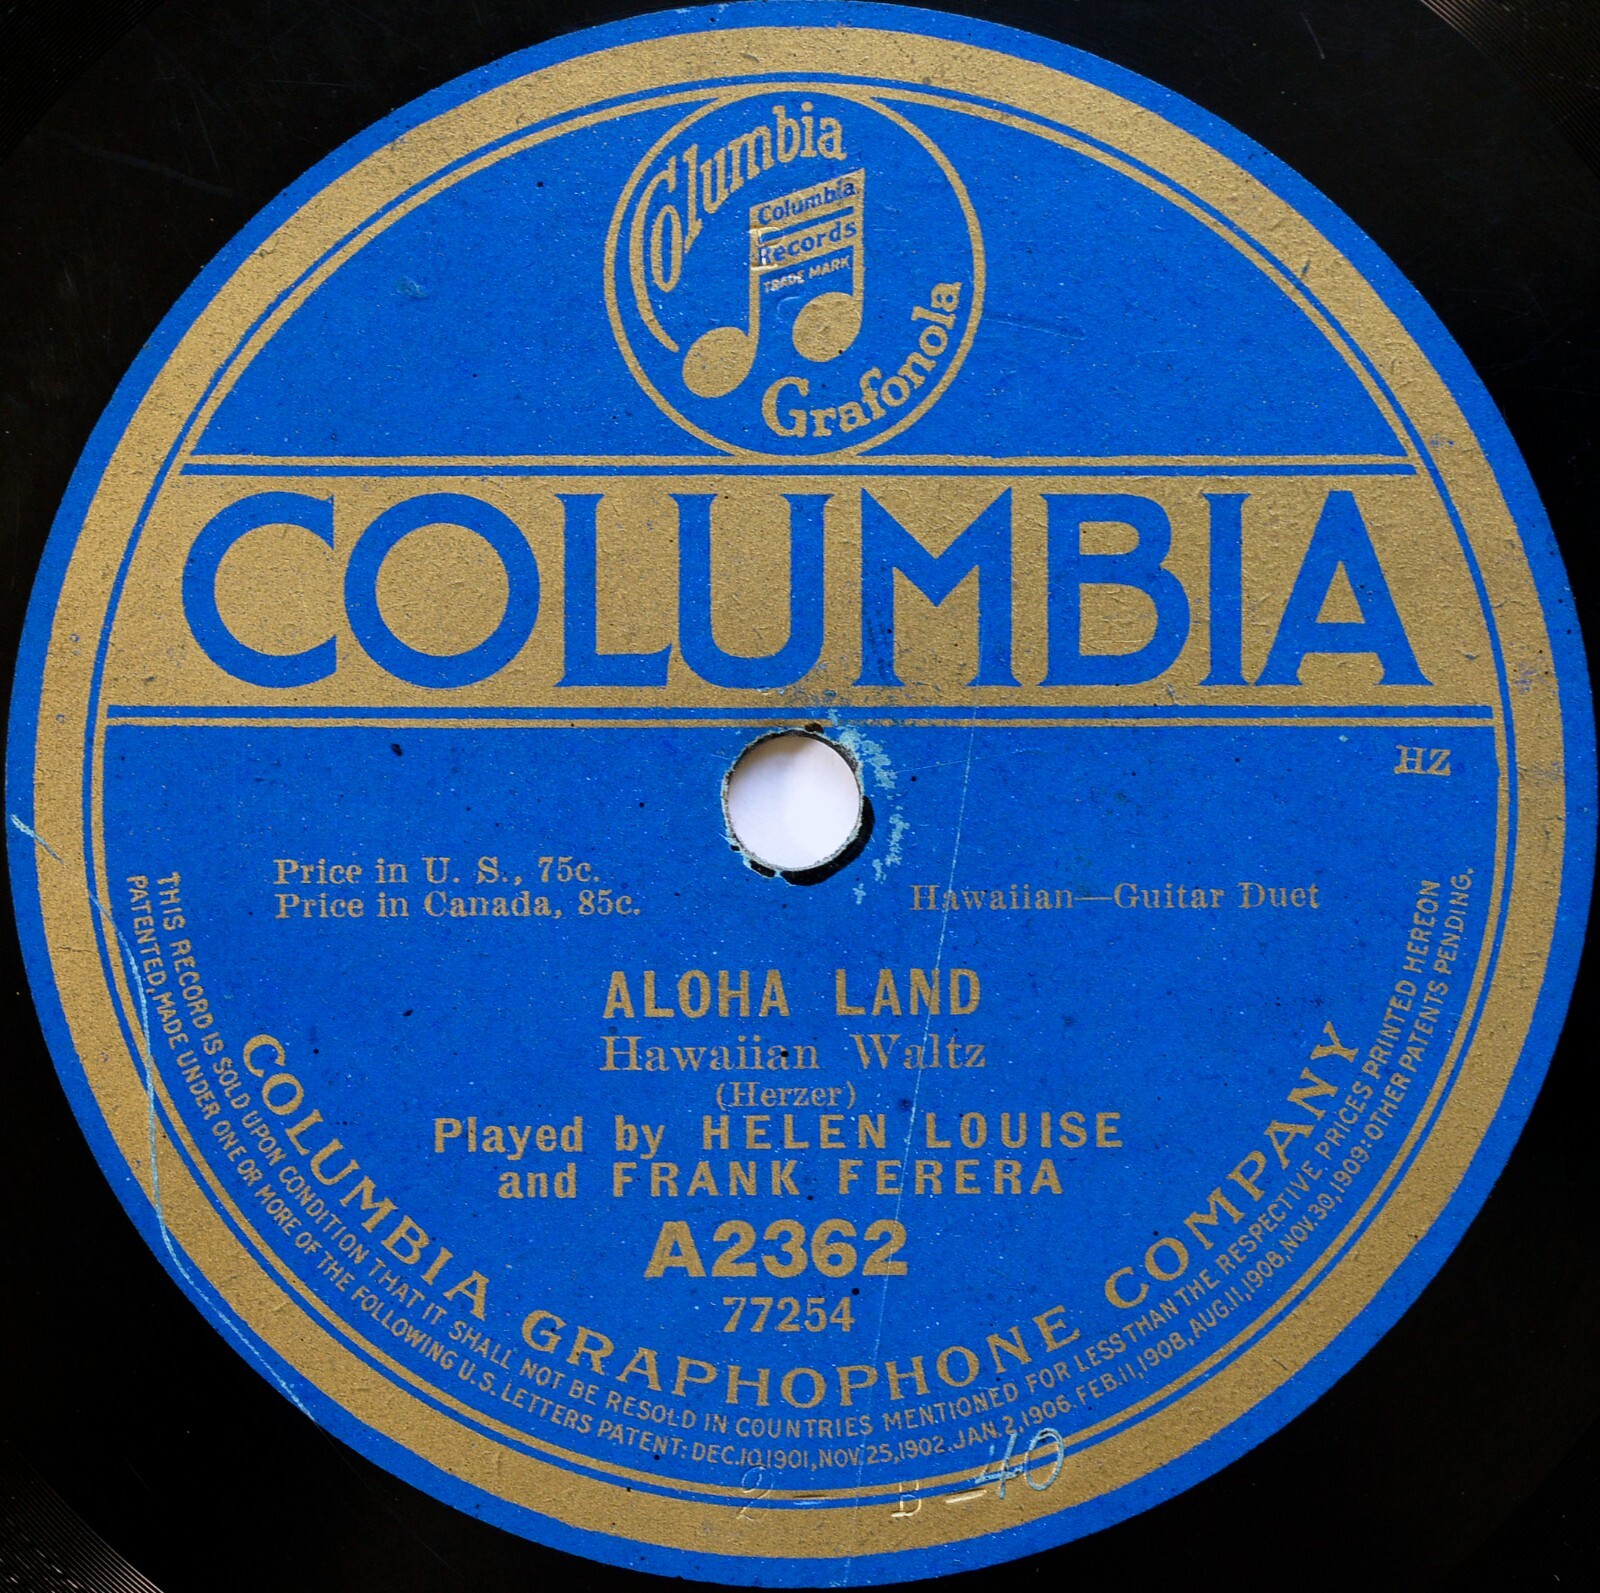 Columbia
Columbia
Records
TRADE MARK
Grafonola
COLUMBIA
HZ
Price in U. S., 75c.
Price in Canada, 85c.
Hawaiian—Guitar Duet
ALOHA LAND
Hawaiian Waltz
(Herzer)
Played by HELEN LOUISE
and FRANK FERERA
A2362
77254
COLUMBIA GRAPHOPHONE COMPANY
THIS RECORD IS SOLD UPON CONDITION THAT IT SHALL NOT BE RESOLD IN COUNTRIES MENTIONED FOR LESS THAN THE RESPECTIVE PRICES PRINTED HEREON
PATENTED, MADE UNDER ONE OR MORE OF THE FOLLOWING U.S. LETTERS PATENT: DEC.10,1901, NOV.25,1902. JAN.2,1906. FEB.11,1908, AUG.11,1908, NOV.30,1909: OTHER PATENTS PENDING.
2 - B - 40